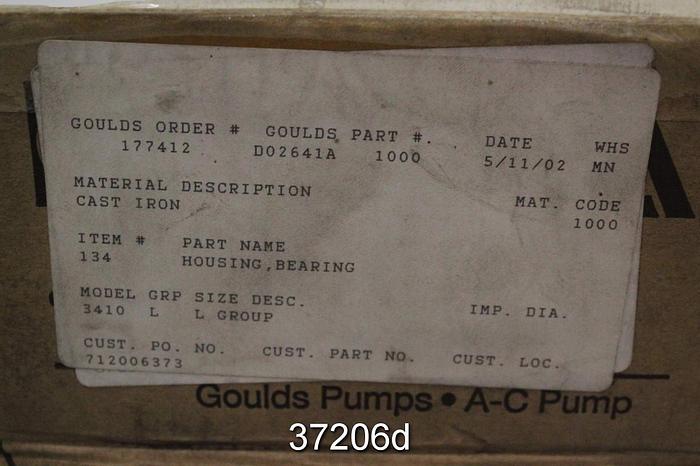 GOULDS ORDER # GOULDS PART #. DATE WHS
177412 D02641A 1000 5/11/02 MN
MATERIAL DESCRIPTION MAT. CODE
CAST IRON 1000
ITEM # PART NAME
134 HOUSING,BEARING
MODEL GRP SIZE DESC. IMP. DIA.
3410 L L GROUP
CUST. PO. NO. CUST. PART NO. CUST. LOC.
712006373
Goulds Pumps • A-C Pump
37206d